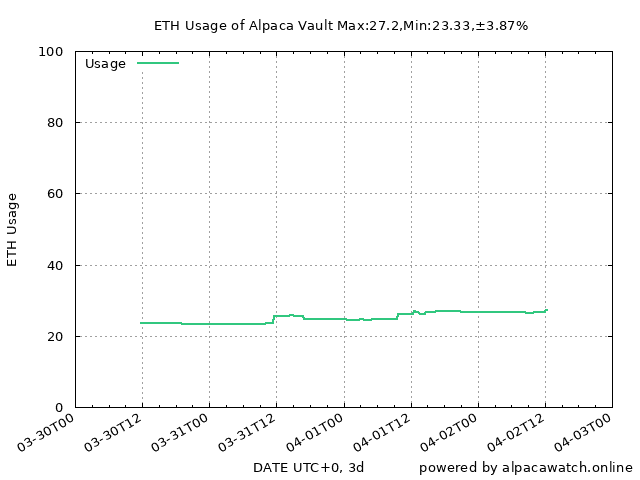 ETH Usage of Alpaca Vault Max:27.2,Min:23.33,±3.87%
100
Usage
80
60
ETH Usage
40
20
0
03-30T00
03-30T12
03-31T00
03-31T12
04-01T00
04-01T12
04-02T00
04-02T12
04-03T00
DATE UTC+0, 3d
powered by alpacawatch.online